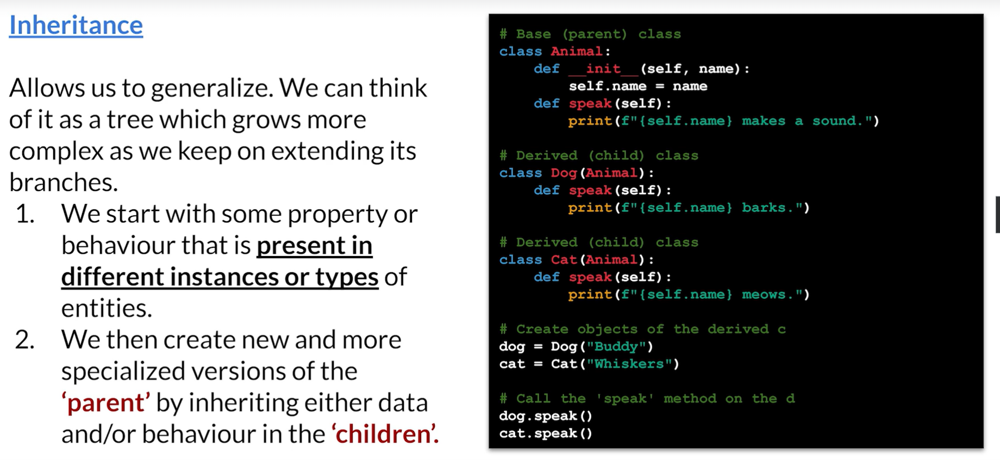 Inheritance
Allows us to generalize. We can think
of it as a tree which grows more
complex as we keep on extending its
branches.
1. We start with some property or
behaviour that is present in
different instances or types of
entities.
2. We then create new and more
specialized versions of the
‘parent’ by inheriting either data
and/or behaviour in the ‘children’.
# Base (parent) class
class Animal:
    def __init__(self, name):
        self.name = name
    def speak(self):
        print(f"{self.name} makes a sound.")
# Derived (child) class
class Dog(Animal):
    def speak(self):
        print(f"{self.name} barks.")
# Derived (child) class
class Cat(Animal):
    def speak(self):
        print(f"{self.name} meows.")
# Create objects of the derived c
dog = Dog("Buddy")
cat = Cat("Whiskers")
# Call the 'speak' method on the d
dog.speak()
cat.speak()